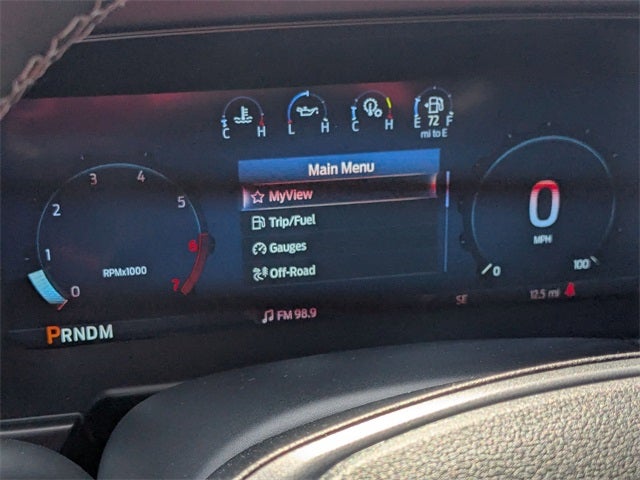 C H
L H
C H
E 72 F
mi to E
Main Menu
MyView
Trip/Fuel
Gauges
Off-Road
0 1 2 3 4 5 6 7
RPMx1000
0
MPH
0 100
PRNDM
FM 98.9
SE
12.5 mi